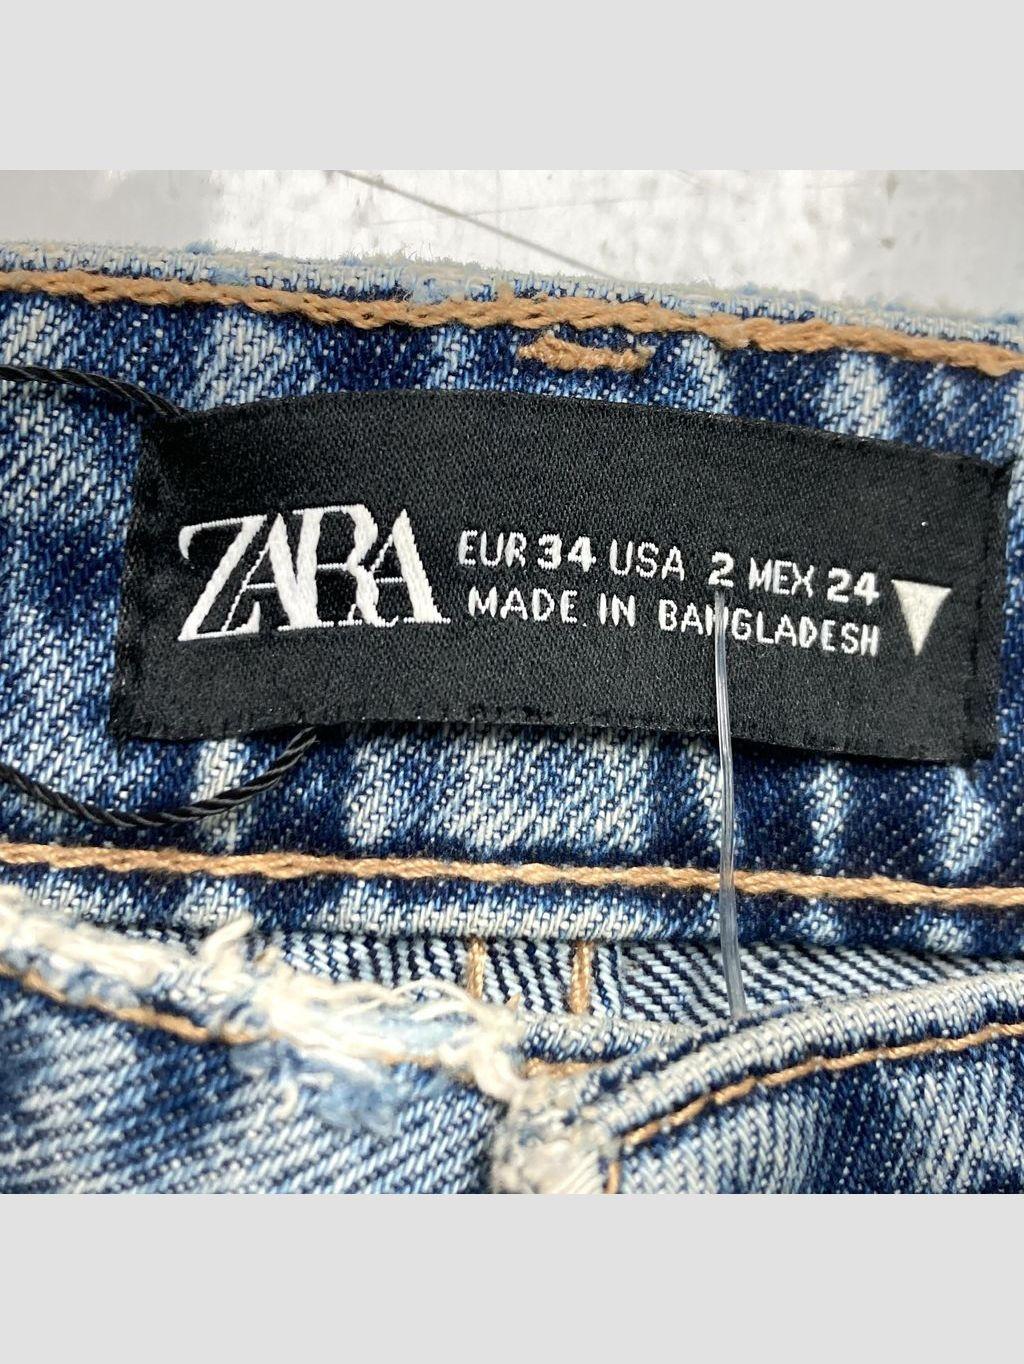 ZARA
EUR 34 USA 2 MEX 24
MADE IN BANGLADESH